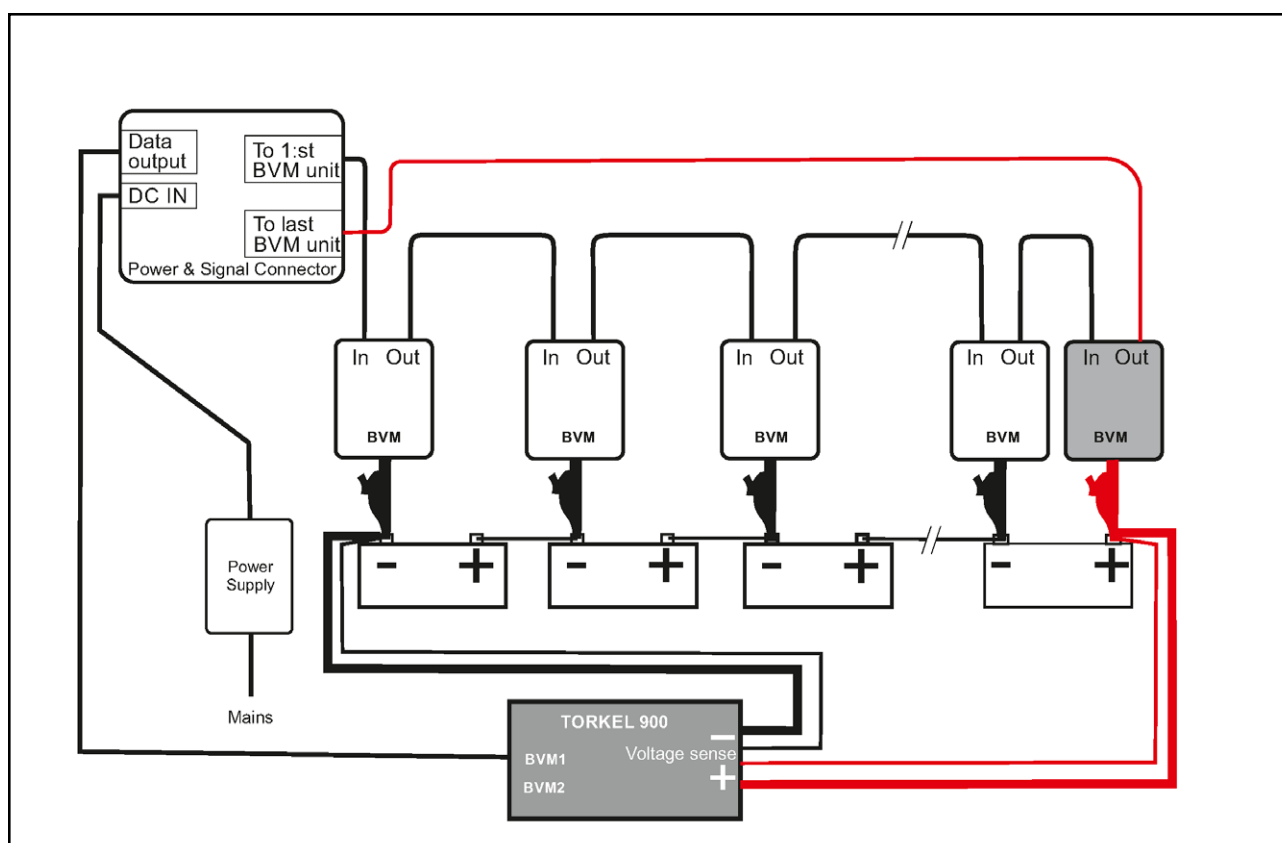 Data
output
DC IN
To 1:st
BVM unit
To last
BVM unit
Power & Signal Connector
In Out
BVM
In Out
BVM
In Out
BVM
In Out
BVM
In Out
BVM
- +
- +
- +
- +
Power
Supply
Mains
TORKEL 900
-
Voltage sense
+
BVM1
BVM2